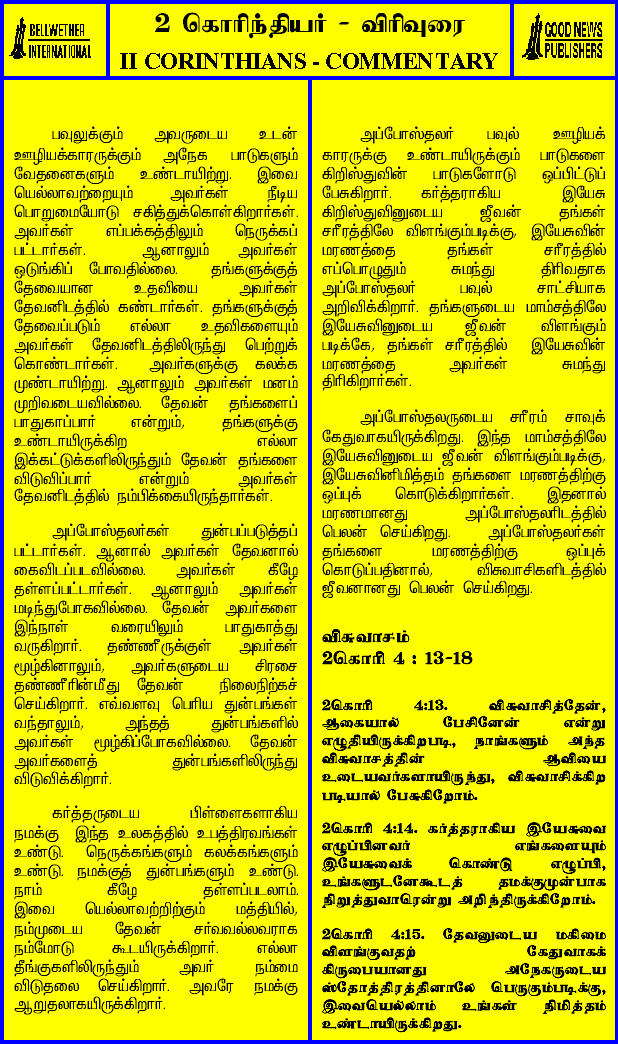 BELLWETHER
INTERNATIONAL
2 கொரிந்தியர் - விரிவுரை
II CORINTHIANS - COMMENTARY
GOOD NEWS
PUBLISHERS
பவுலுக்கும் அவருடைய உடன்
ஊழியக்காரருக்கும் அநேக பாடுகளும்
வேதனைகளும் உண்டாயிற்று. இவை
யெல்லாவற்றையும் அவர்கள் நீடிய
பொறுமையோடு சகித்துக்கொள்கிறார்கள்.
அவர்கள் எப்பக்கத்திலும் நெருக்கப்
பட்டார்கள். ஆனாலும் அவர்கள்
ஒடுங்கிப் போவதில்லை. தங்களுக்குத்
தேவையான உதவியை அவர்கள்
தேவனிடத்தில் கண்டார்கள். தங்களுக்குத்
தேவைப்படும் எல்லா உதவிகளையும்
அவர்கள் தேவனிடத்திலிருந்து பெற்றுக்
கொண்டார்கள். அவர்களுக்கு கலக்க
முண்டாயிற்று. ஆனாலும் அவர்கள் மனம்
முறிவடையவில்லை. தேவன் தங்களைப்
பாதுகாப்பார் என்றும், தங்களுக்கு
உண்டாயிருக்கிற எல்லா
இக்கட்டுக்களிலிருந்தும் தேவன் தங்களை
விடுவிப்பார் என்றும் அவர்கள்
தேவனிடத்தில் நம்பிக்கையிருந்தார்கள்.
அப்போஸ்தலர்கள் துன்பப்படுத்தப்
பட்டார்கள். ஆனால் அவர்கள் தேவனால்
கைவிடப்படவில்லை. அவர்கள் கீழே
தள்ளப்பட்டார்கள். ஆனாலும் அவர்கள்
மடிந்துபோகவில்லை. தேவன் அவர்களை
இந்நாள் வரையிலும் பாதுகாத்து
வருகிறார். தண்ணீருக்குள் அவர்கள்
மூழ்கினாலும், அவர்களுடைய சிரசை
தண்ணீரின்மீது தேவன் நிலைநிற்கச்
செய்கிறார். எவ்வளவு பெரிய துன்பங்கள்
வந்தாலும், அந்தத் துன்பங்களில்
அவர்கள் மூழ்கிப்போகவில்லை. தேவன்
அவர்களைத் துன்பங்களிலிருந்து
விடுவிக்கிறார்.
கர்த்தருடைய பிள்ளைகளாகிய
நமக்கு இந்த உலகத்தில் உபத்திரவங்கள்
உண்டு. நெருக்கங்களும் கலக்கங்களும்
உண்டு. நமக்குத் துன்பங்களும் உண்டு.
நாம் கீழே தள்ளப்படலாம்.
இவை யெல்லாவற்றிற்கும் மத்தியில்,
நம்முடைய தேவன் சர்வவல்லவராக
நம்மோடு கூடயிருக்கிறார். எல்லா
தீங்குகளிலிருந்தும் அவர் நம்மை
விடுதலை செய்கிறார். அவரே நமக்கு
ஆறுதலாகயிருக்கிறார்.
அப்போஸ்தலர் பவுல் ஊழியக்
காரருக்கு உண்டாயிருக்கும் பாடுகளை
கிறிஸ்துவின் பாடுகளோடு ஒப்பிட்டுப்
பேசுகிறார். கர்த்தராகிய இயேசு
கிறிஸ்துவினுடைய ஜீவன் தங்கள்
சரீரத்திலே விளங்கும்படிக்கு, இயேசுவின்
மரணத்தை தங்கள் சரீரத்தில்
எப்பொழுதும் சுமந்து திரிவதாக
அப்போஸ்தலர் பவுல் சாட்சியாக
அறிவிக்கிறார். தங்களுடைய மாம்சத்திலே
இயேசுவினுடைய ஜீவன் விளங்கும்
படிக்கே, தங்கள் சரீரத்தில் இயேசுவின்
மரணத்தை அவர்கள் சுமந்து
திரிகிறார்கள்.
அப்போஸ்தலருடைய சரீரம் சாவுக்
கேதுவாகயிருக்கிறது. இந்த மாம்சத்திலே
இயேசுவினுடைய ஜீவன் விளங்கும்படிக்கு,
இயேசுவினிமித்தம் தங்களை மரணத்திற்கு
ஒப்புக் கொடுக்கிறார்கள். இதனால்
மரணமானது அப்போஸ்தலரிடத்தில்
பெலன் செய்கிறது. அப்போஸ்தலர்கள்
தங்களை மரணத்திற்கு ஒப்புக்
கொடுப்பதினால், விசுவாசிகளிடத்தில்
ஜீவனானது பெலன் செய்கிறது.
விசுவாசம்
2கொரி 4 : 13-18
2கொரி 4:13. விசுவாசித்தேன்,
ஆகையால் பேசினேன் என்று
எழுதியிருக்கிறபடி, நாங்களும் அந்த
விசுவாசத்தின் ஆவியை
உடையவர்களாயிருந்து, விசுவாசிக்கிற
படியால் பேசுகிறோம்.
2கொரி 4:14. கர்த்தராகிய இயேசுவை
எழுப்பினவர் எங்களையும்
இயேசுவைக் கொண்டு எழுப்பி,
உங்களுடனேகூடத் தமக்குமுன்பாக
நிறுத்துவாரென்று அறிந்திருக்கிறோம்.
2கொரி 4:15. தேவனுடைய மகிமை
விளங்குவதற் கேதுவாகக்
கிருபையானது அநேகருடைய
ஸ்தோத்திரத்தினாலே பெருகும்படிக்கு,
இவையெல்லாம் உங்கள் நிமித்தம்
உண்டாயிருக்கிறது.